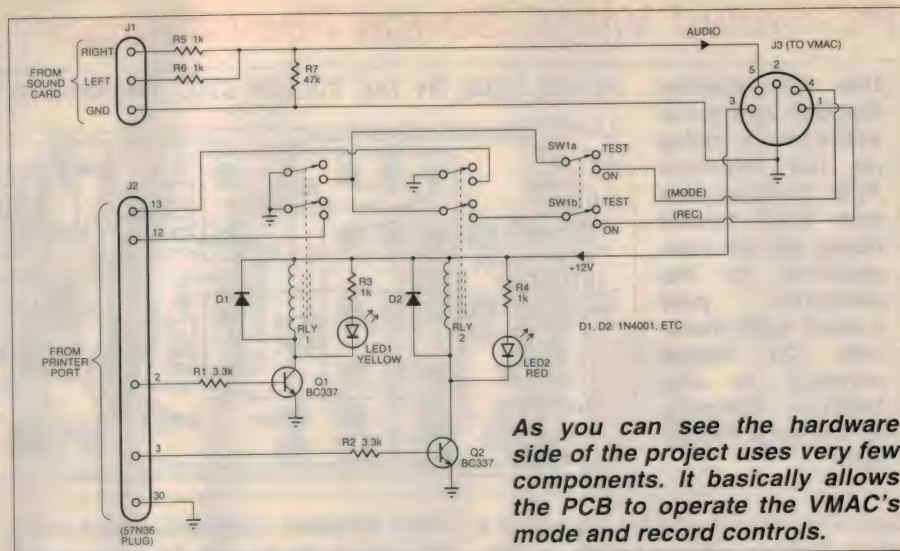 J1
RIGHT
R5 1k
FROM
SOUND
CARD
LEFT
R6 1k
GND
R7
47k
AUDIO
J3 (TO VMAC)
2
5
4
3
1
J2
13
12
SW1a
TEST
ON
(MODE)
SW1b
TEST
ON
(REC)
+12V
D1
RLY
1
R3
1k
LED1
YELLOW
D2
RLY
2
R4
1k
LED2
RED
D1, D2: 1N4001, ETC
FROM
PRINTER
PORT
2
R1 3.3k
Q1
BC337
3
R2 3.3k
Q2
BC337
30
(57N36
PLUG)
As you can see the hardware
side of the project uses very few
components. It basically allows
the PCB to operate the VMAC's
mode and record controls.